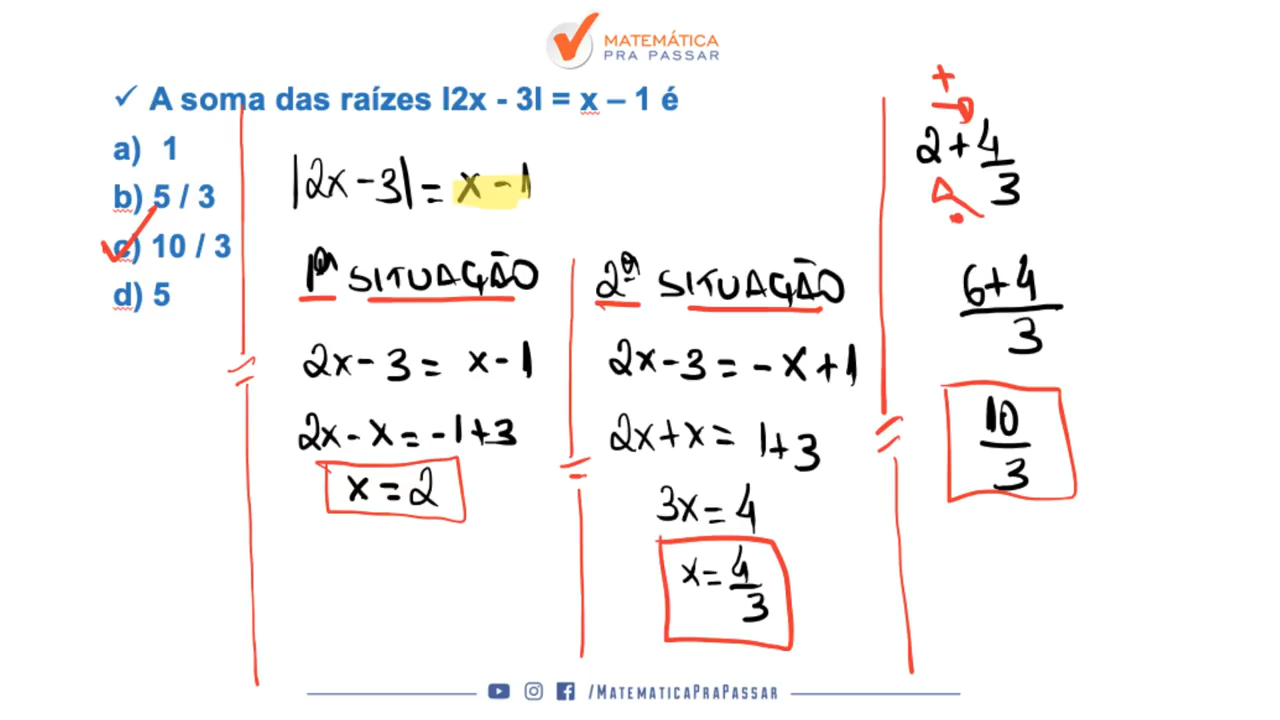 MATEMÁTICA
PRA PASSAR
✓ A soma das raízes |2x - 3| = x – 1 é
a) 1
b) 5 / 3
c) 10 / 3
d) 5
|2x - 3| = x - 1
1ª SITUAÇÃO
2x - 3 = x - 1
2x - x = -1 + 3
x = 2
2ª SITUAÇÃO
2x - 3 = -x + 1
2x + x = 1 + 3
3x = 4
x = 4/3
+
2 + 4/3
6+4/3
10/3
/MATEMATICAPRAPASSAR